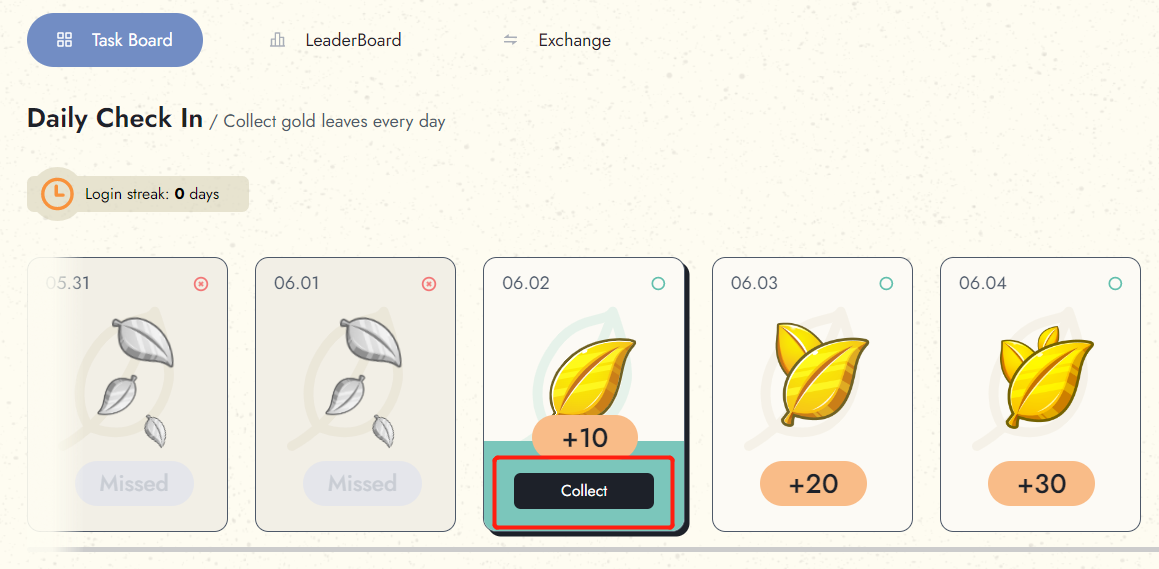 Task Board
LeaderBoard
Exchange
Daily Check In / Collect gold leaves every day
Login streak: 0 days
05.31
06.01
06.02
06.03
06.04
Missed
Missed
+10
Collect
+20
+30